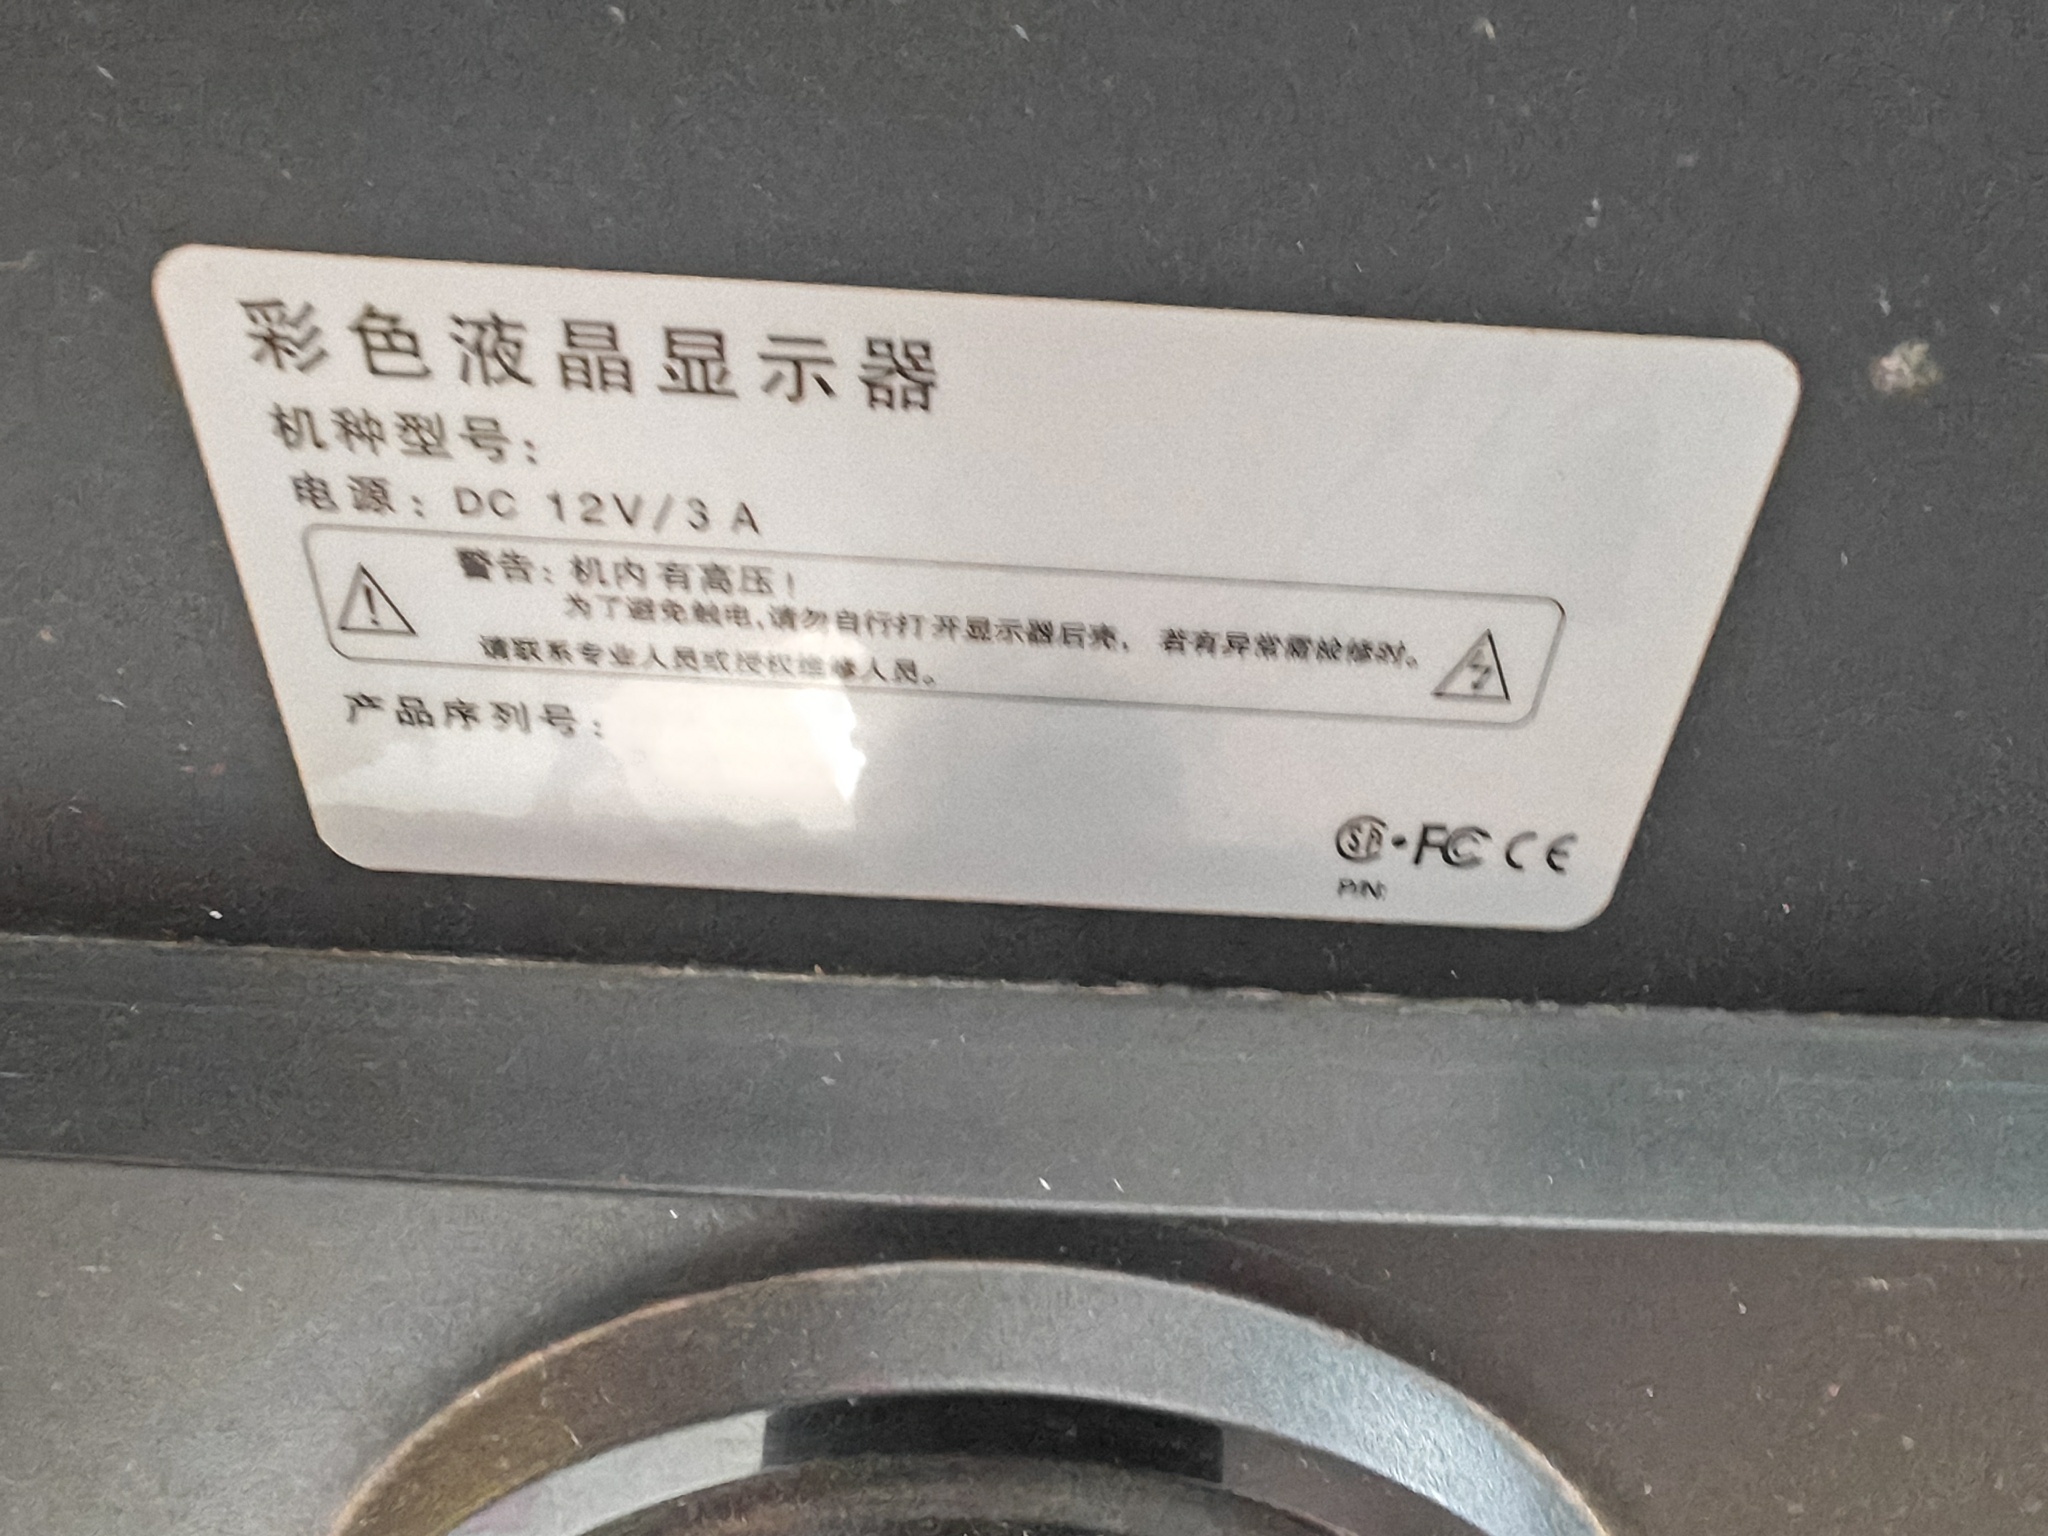 彩色液晶显示器
机种型号：
电源：DC 12V/3 A
警告：机内有高压！
为了避免触电,请勿自行打开显示器后壳， 若有异常需检修时。
请联系专业人员或授权维修人员。
产品序列号：
FC CE
P/N: